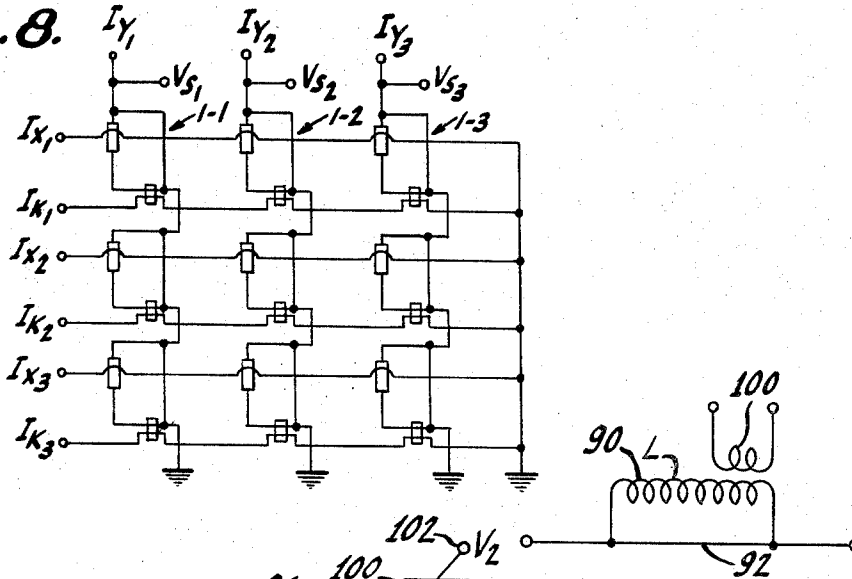 .8.
I_Y1 I_Y2 I_Y3
V_S1 V_S2 V_S3
1-1 1-2 1-3
I_X1
I_K1
I_X2
I_K2
I_X3
I_K3
100
90 L
102 V_2
92
100